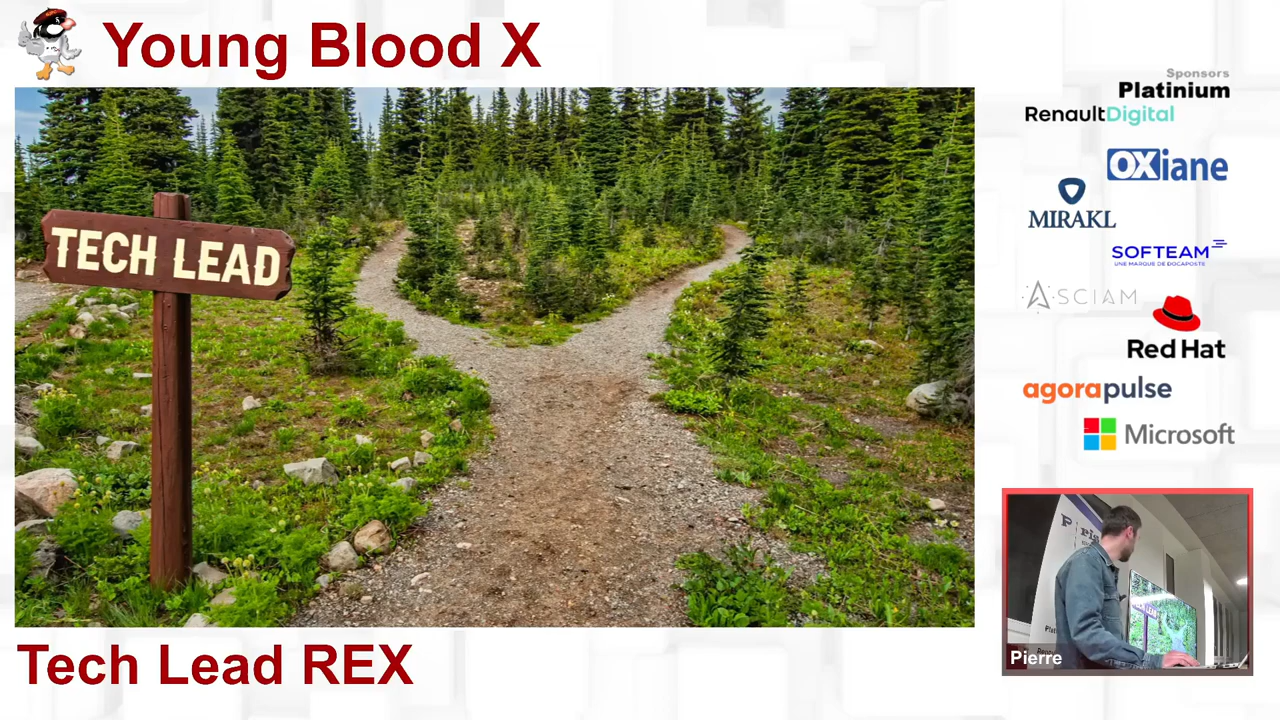 Young Blood X
TECH LEAD
Sponsors
Platinium
RenaultDigital
OXiane
MIRAKL
SOFTEAM
UNE MARQUE DE DOCAPOSTE
ASCIAM
Red Hat
agorapulse
Microsoft
Pierre
Tech Lead REX